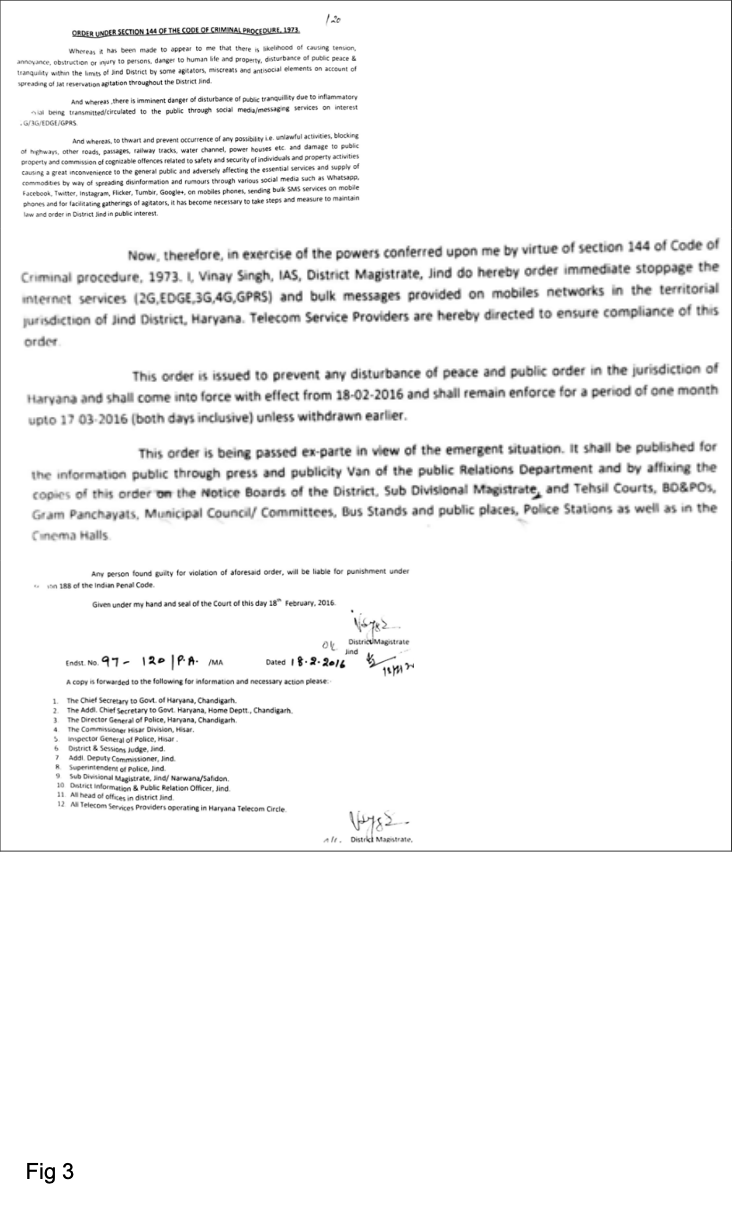 /20
ORDER UNDER SECTION 144 OF THE CODE OF CRIMINAL PROCEDURE, 1973.
Whereas it has been made to appear to me that there is likelihood of causing tension,
annoyance, obstruction or injury to persons, danger to human life and property, disturbance of public peace &
tranquility within the limits of Jind District by some agitators, miscreats and antisocial elements on account of
spreading of Jat reservation agitation throughout the District Jind.
And whereas ,there is imminent danger of disturbance of public tranquillity due to inflammatory
being transmitted/circulated to the public through social media/messaging services on interest
G/3G/EDGE/GPRS.
And whereas, to thwart and prevent occurrence of any possibility i.e. unlawful activities, blocking
of highways, other roads, passages, railway tracks, water channel, power houses etc. and damage to public
property and commission of cognizable offences related to safety and security of individuals and property activities
causing a great inconvenience to the general public and adversely affecting the essential services and supply of
commodities by way of spreading disinformation and rumours through various social media such as Whatsapp,
Facebook, Twitter, Instagram, Flicker, Tumbir, Google+, on mobiles phones, sending bulk SMS services on mobile
phones and for facilitating gatherings of agitators, it has become necessary to take steps and measure to maintain
law and order in District Jind in public interest.
Now, therefore, in exercise of the powers conferred upon me by virtue of section 144 of Code of
Criminal procedure, 1973. I, Vinay Singh, IAS, District Magistrate, Jind do hereby order immediate stoppage the
internet services (2G,EDGE,3G,4G,GPRS) and bulk messages provided on mobiles networks in the territorial
jurisdiction of Jind District, Haryana. Telecom Service Providers are hereby directed to ensure compliance of this
order.
This order is issued to prevent any disturbance of peace and public order in the jurisdiction of
Haryana and shall come into force with effect from 18-02-2016 and shall remain enforce for a period of one month
upto 17 03-2016 (both days inclusive) unless withdrawn earlier.
This order is being passed ex-parte in view of the emergent situation. It shall be published for
the information public through press and publicity Van of the public Relations Department and by affixing the
copies of this order on the Notice Boards of the District, Sub Divisional Magistrate, and Tehsil Courts, BD&POs,
Gram Panchayats, Municipal Council/ Committees, Bus Stands and public places, Police Stations as well as in the
Cinema Halls.
Any person found guilty for violation of aforesaid order, will be liable for punishment under
188 of the Indian Penal Code.
Given under my hand and seal of the Court of this day 18th February, 2016.
District Magistrate
Jind
Endst. No. 97-120/P.A. /MA Dated 18.2.2016
A copy is forwarded to the following for information and necessary action please:
1. The Chief Secretary to Govt. of Haryana, Chandigarh.
2. The Addl. Chief Secretary to Govt. Haryana, Home Deptt., Chandigarh.
3. The Director General of Police, Haryana, Chandigarh.
4. The Commissioner Hisar Division, Hisar.
5. Inspector General of Police, Hisar .
6 District & Sessions Judge, Jind.
7 Addl. Deputy Commissioner, Jind.
8. Superintendent of Police, Jind.
9 Sub Divisional Magistrate, Jind/ Narwana/Safidon.
10 District Information & Public Relation Officer, Jind.
11 All head of offices in district Jind.
12 All Telecom Services Providers operating in Haryana Telecom Circle.
District Magistrate,
Fig 3